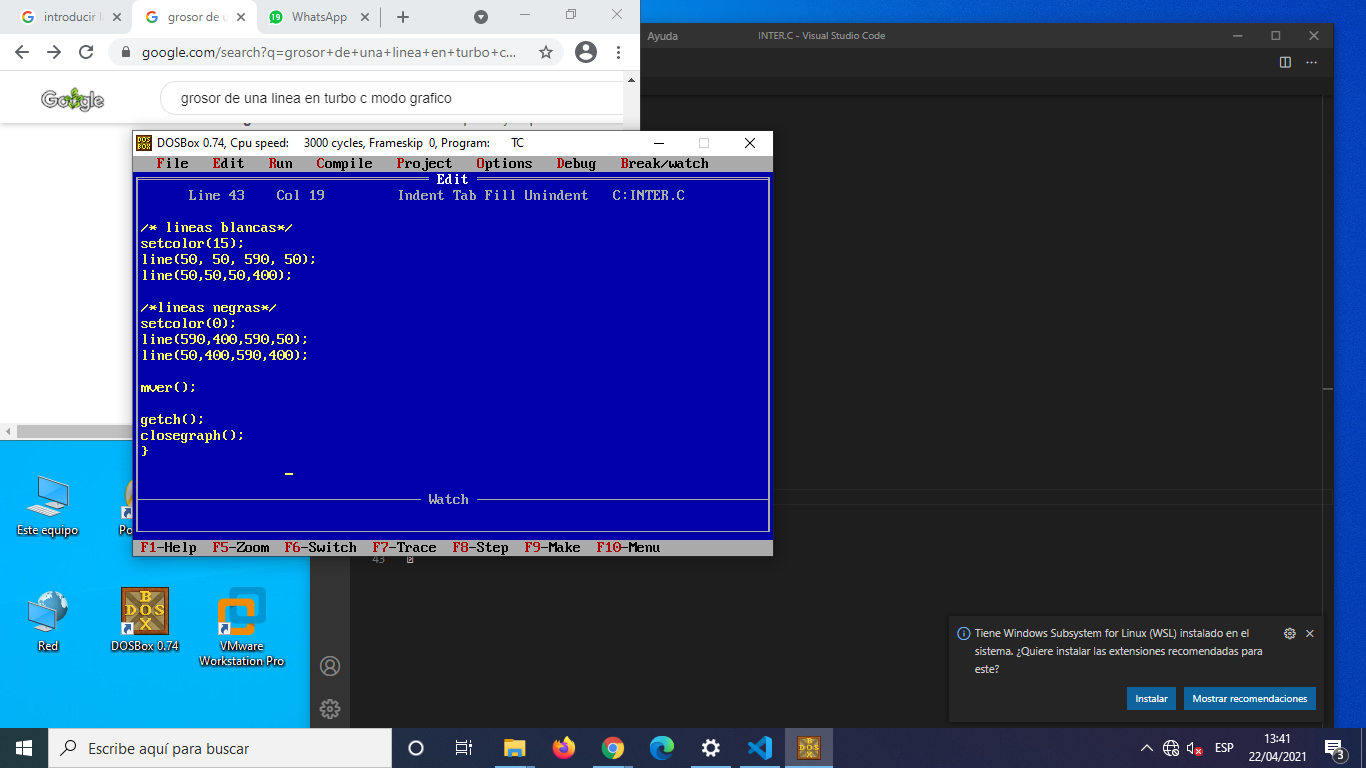 introducir l
grosor de u
WhatsApp
google.com/search?q=grosor+de+una+linea+en+turbo+c...
Google
grosor de una linea en turbo c modo grafico
Ayuda
INTER.C - Visual Studio Code
DOSBox 0.74, Cpu speed: 3000 cycles, Frameskip 0, Program: TC
File Edit Run Compile Project Options Debug Break/watch
Edit
Line 43 Col 19 Indent Tab Fill Unindent C:INTER.C
/* lineas blancas*/
setcolor(15);
line(50, 50, 590, 50);
line(50,50,50,400);
/*lineas negras*/
setcolor(0);
line(590,400,590,50);
line(50,400,590,400);
mver();
getch();
closegraph();
}
Watch
F1-Help F5-Zoom F6-Switch F7-Trace F8-Step F9-Make F10-Menu
43
Este equipo
Po
Red
DOSBox 0.74
VMware
Workstation Pro
Tiene Windows Subsystem for Linux (WSL) instalado en el
sistema. ¿Quiere instalar las extensiones recomendadas para
este?
Instalar
Mostrar recomendaciones
Escribe aquí para buscar
ESP
13:41
22/04/2021
3